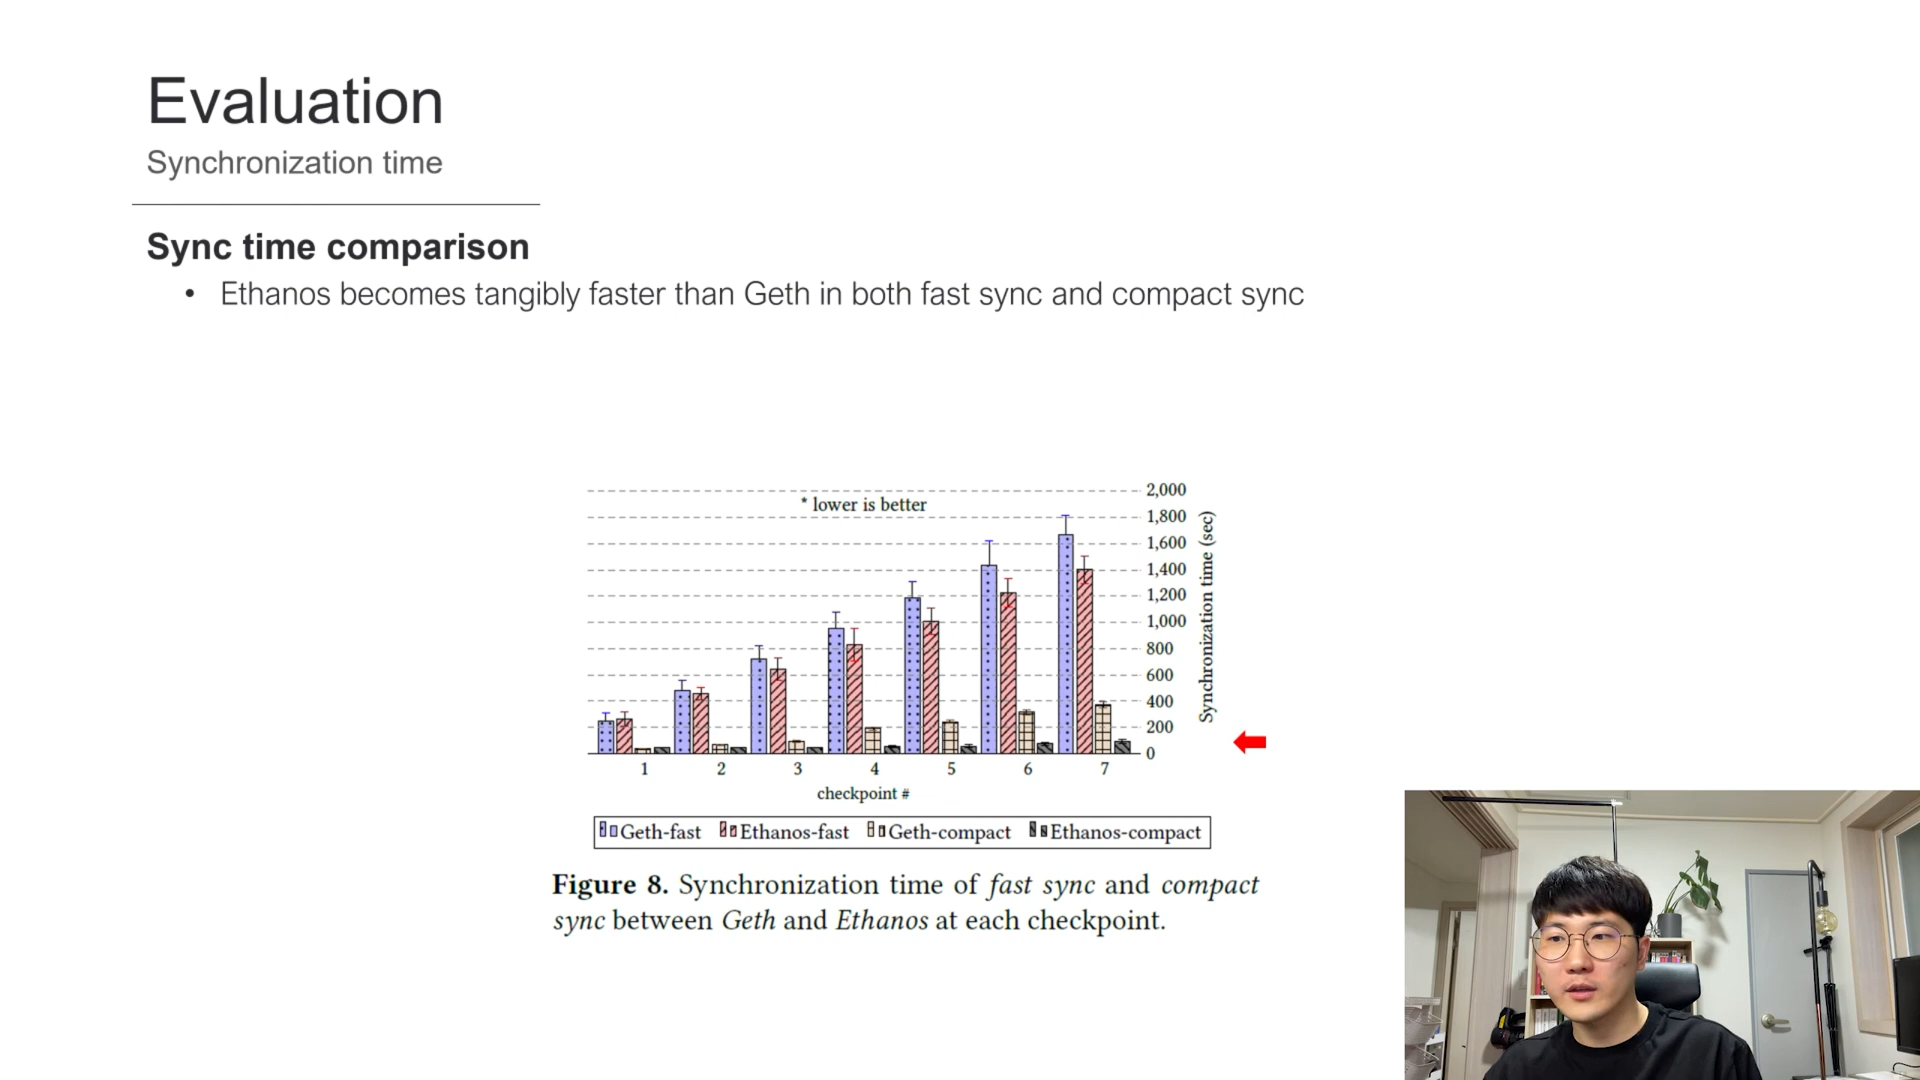 Evaluation
Synchronization time
Sync time comparison
• Ethanos becomes tangibly faster than Geth in both fast sync and compact sync
* lower is better
2,000
1,800
1,600
1,400
1,200
1,000
800
600
400
200
0
Synchronization time (sec)
1 2 3 4 5 6 7
checkpoint #
Geth-fast Ethanos-fast Geth-compact Ethanos-compact
Figure 8. Synchronization time of fast sync and compact
sync between Geth and Ethanos at each checkpoint.